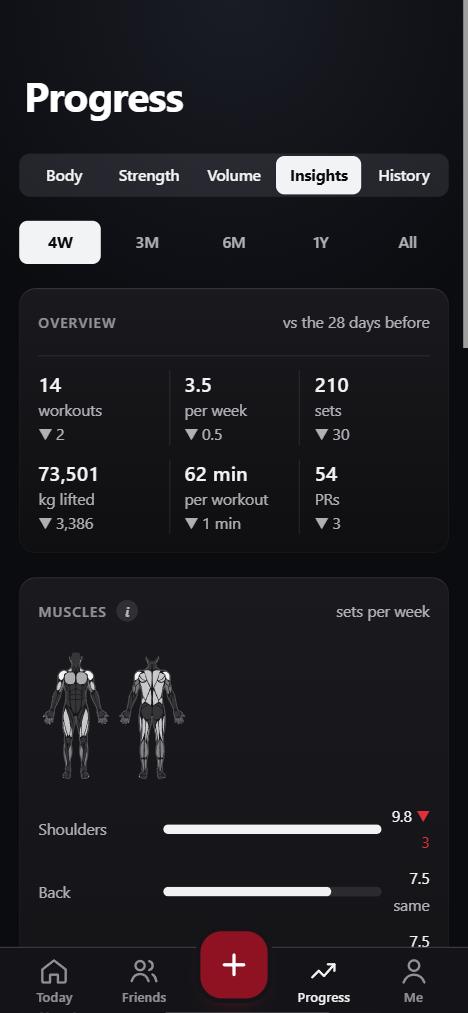 Progress
Body Strength Volume Insights History
4W 3M 6M 1Y All
OVERVIEW vs the 28 days before
14 3.5 210
workouts per week sets
▼ 2 ▼ 0.5 ▼ 30
73,501 62 min 54
kg lifted per workout PRs
▼ 3,386 ▼ 1 min ▼ 3
MUSCLES i sets per week
9.8 ▼
Shoulders
3
7.5
Back
same
7.5
+
Today Friends Progress Me